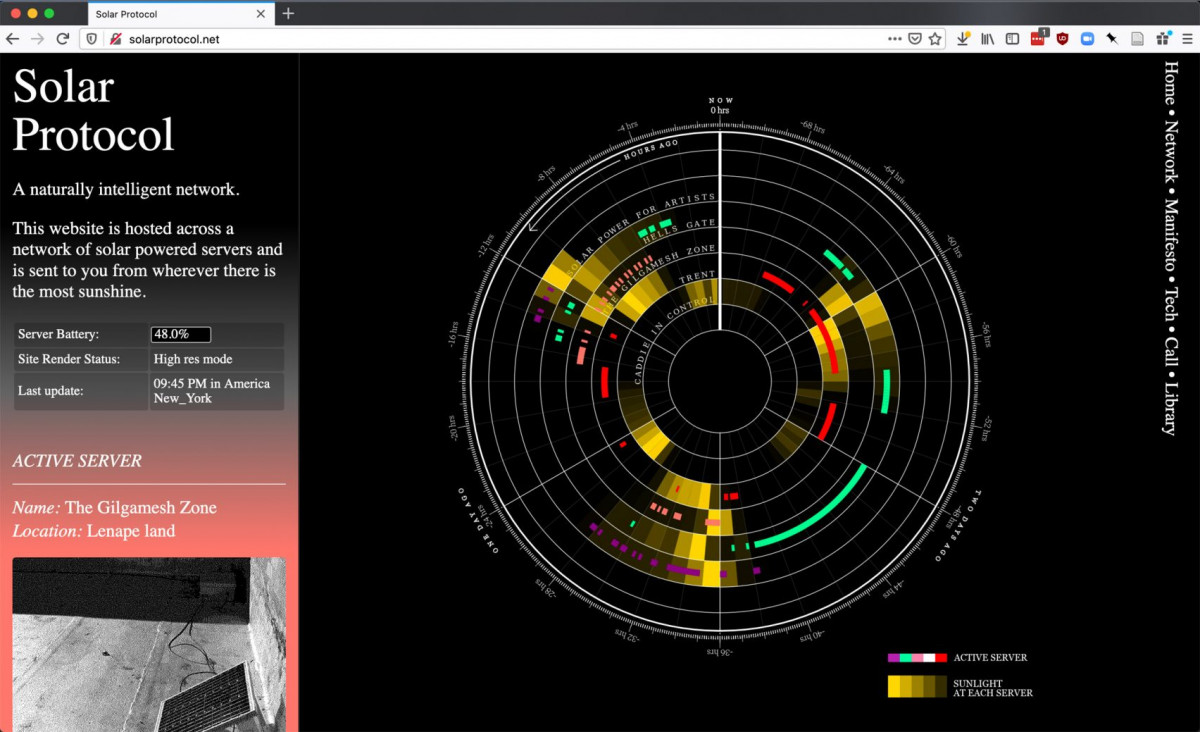 Solar Protocol
solarprotocol.net
1
Solar
Protocol
A naturally intelligent network.
This website is hosted across a
network of solar powered servers and
is sent to you from wherever there is
the most sunshine.
Server Battery: 48.0%
Site Render Status: High res mode
Last update: 09:45 PM in America
New_York
ACTIVE SERVER
Name: The Gilgamesh Zone
Location: Lenape land
NOW
0 hrs
-4 hrs
-8 hrs
-12 hrs
-16 hrs
-20 hrs
-24 hrs
-28 hrs
-32 hrs
-36 hrs
-40 hrs
-44 hrs
-48 hrs
-52 hrs
-56 hrs
-60 hrs
-64 hrs
-68 hrs
HOURS AGO
ONE DAY AGO
TWO DAYS AGO
SOLAR POWER FOR ARTISTS
HELLS GATE
THE GILGAMESH ZONE
TRENT
CADDIE IN CONTROL
ACTIVE SERVER
SUNLIGHT
AT EACH SERVER
Home • Network • Manifesto • Tech • Call • Library